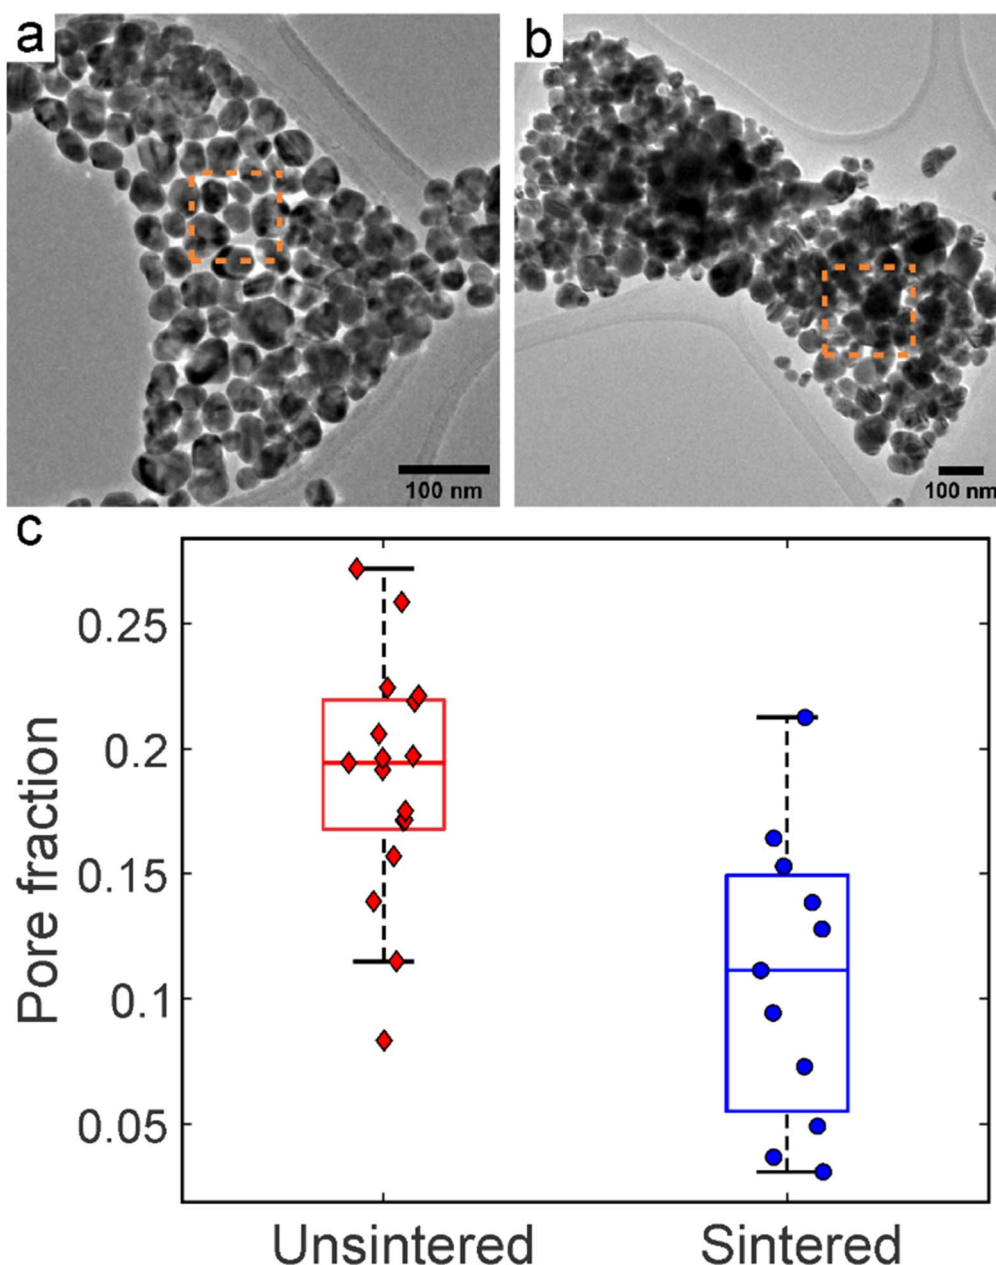 a
b
100 nm
100 nm
c
0.25
0.2
0.15
0.1
0.05
Pore fraction
Unsintered
Sintered